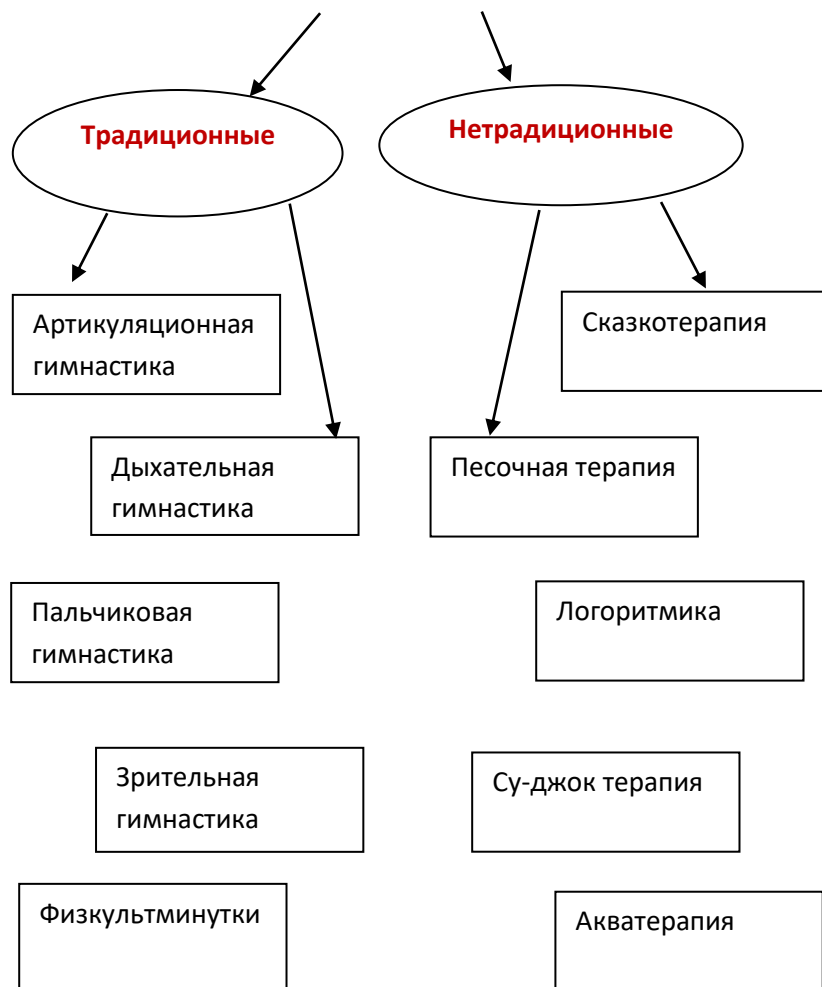 Традиционные
Нетрадиционные
Артикуляционная
гимнастика
Сказкотерапия
Дыхательная
гимнастика
Песочная терапия
Пальчиковая
гимнастика
Логоритмика
Зрительная
гимнастика
Су-джок терапия
Физкультминутки
Акватерапия